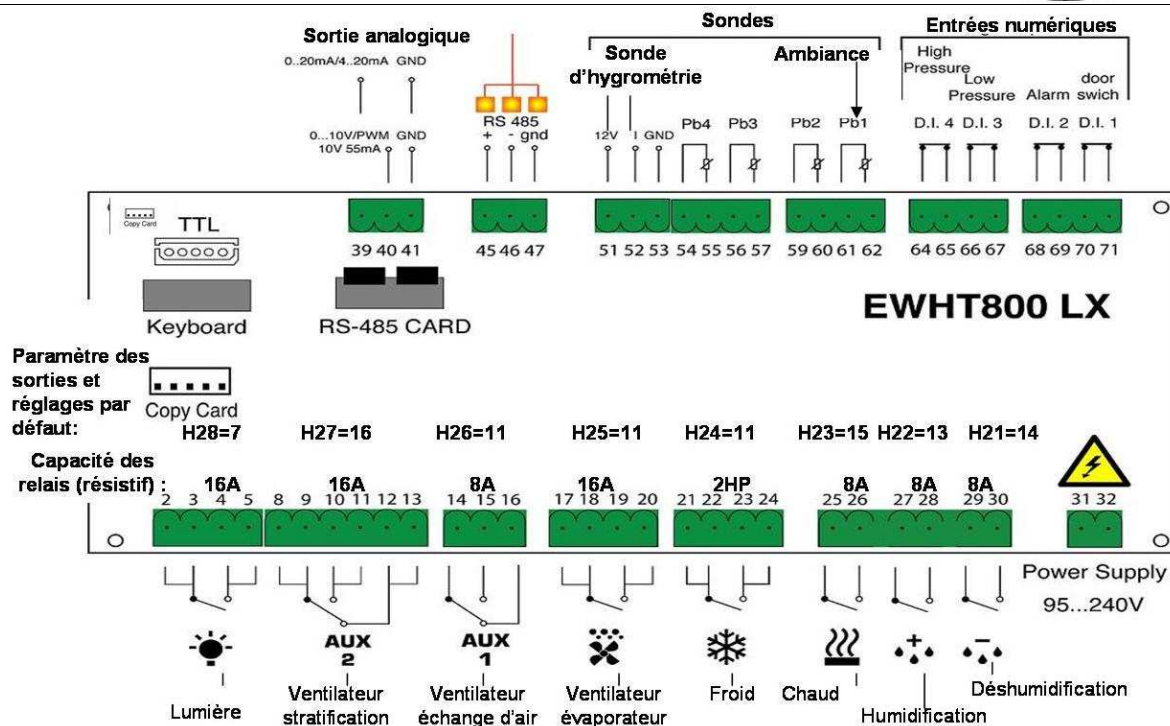 Sondes
Entrées numériques
Sortie analogique
Sonde
d'hygrométrie
Ambiance
High
Pressure
Low
Pressure
Alarm
door
swich
0..20mA/4..20mA GND
RS 485
+ - gnd
0...10V/PWM GND
10V 55mA
12V I GND
Pb4 Pb3
Pb2 Pb1
D.I. 4 D.I. 3
D.I. 2 D.I. 1
Copy Card
TTL
39 40 41
45 46 47
51 52 53 54 55 56 57
59 60 61 62
64 65 66 67
68 69 70 71
Keyboard
RS-485 CARD
EWHT800 LX
Paramètre des
sorties et
réglages par
défaut:
Copy Card
H28=7 H27=16 H26=11 H25=11 H24=11 H23=15 H22=13 H21=14
Capacité des
relais (résistif) :
16A 16A 8A 16A 2HP 8A 8A 8A
2 3 4 5 8 9 10 11 12 13 14 15 16 17 18 19 20 21 22 23 24 25 26 27 28 29 30 31 32
Power Supply
95...240V
AUX
2
AUX
1
+
-
Lumière
Ventilateur
stratification
Ventilateur
échange d'air
Ventilateur
évaporateur
Froid
Chaud
Humidification
Déshumidification